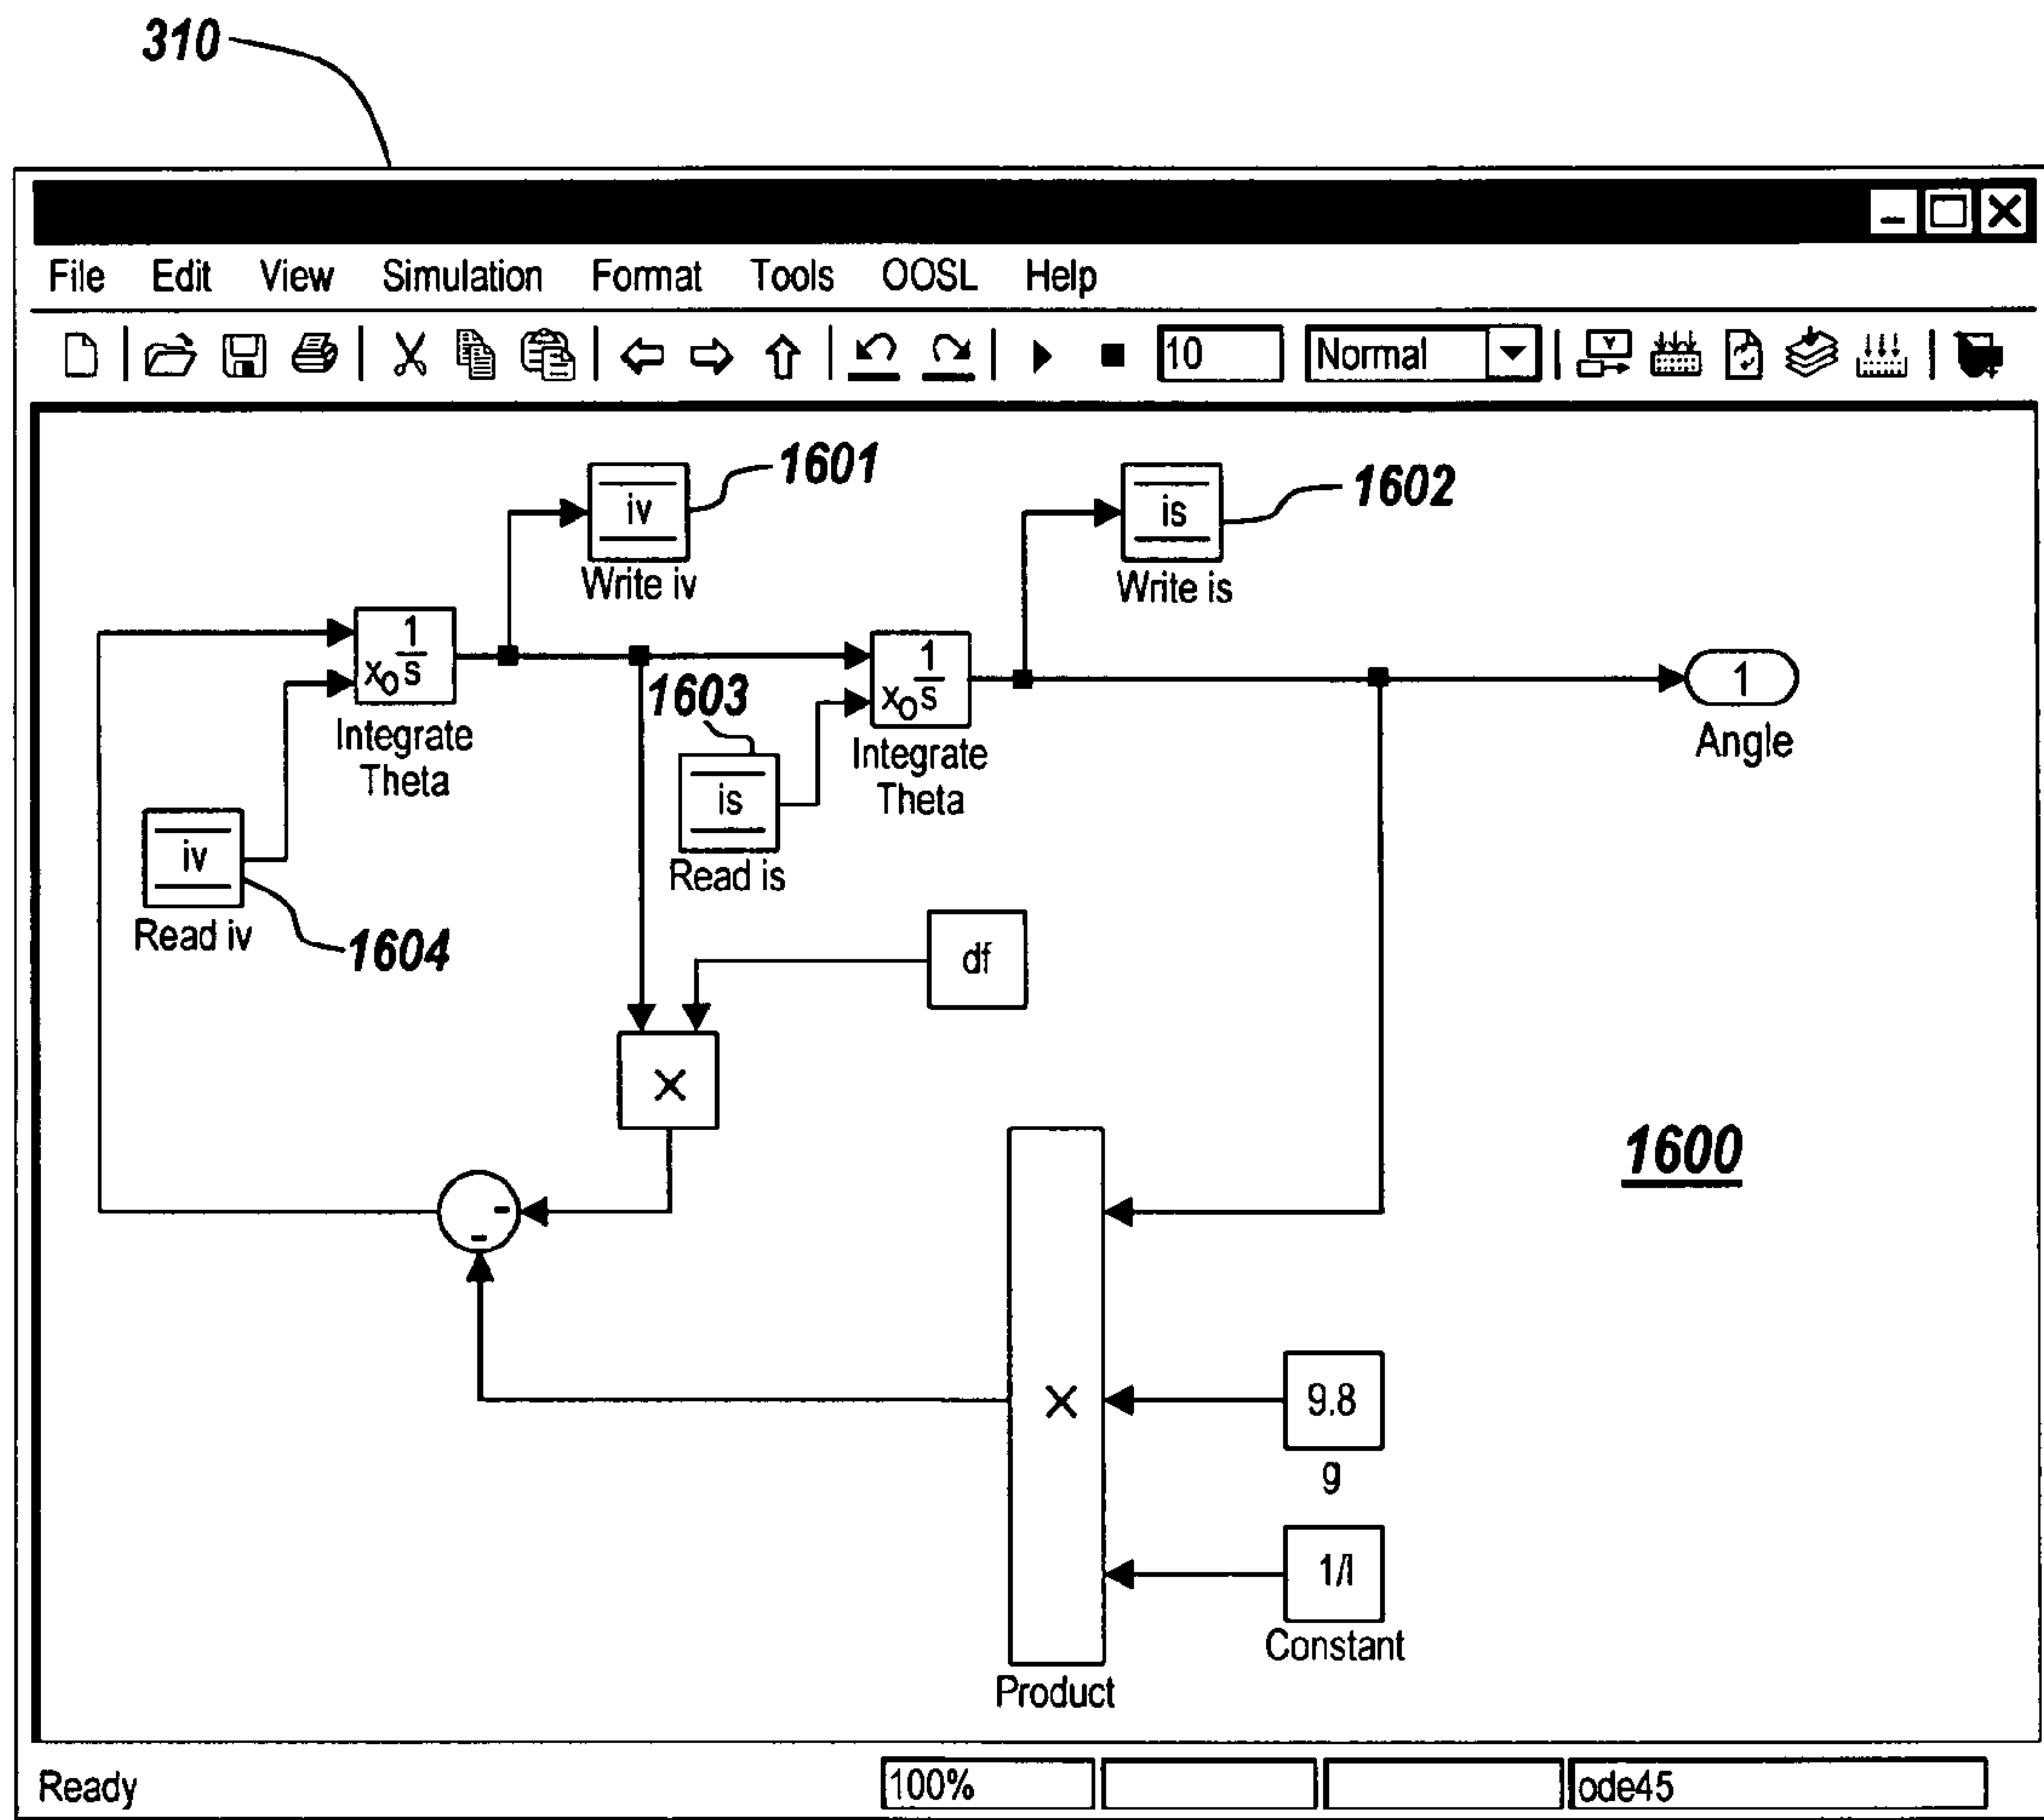 310
File Edit View Simulation Format Tools OOSL Help
10 Normal
iv 1601
Write iv
is 1602
Write is
1
s
x0
Integrate
Theta
1603
1
s
x0
Integrate
Theta
1
Angle
is
Read is
iv
Read iv
1604
df
×
1600
-
-
×
9.8
g
1/l
Constant
Product
Ready 100% ode45